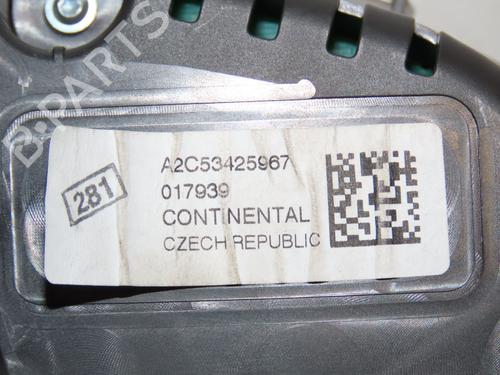 B-PARTS
281
A2C53425967
017939
CONTINENTAL
CZECH REPUBLIC